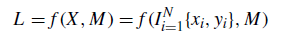 L = f(X, M) = f(I_{i=1}^{N}{x_i, y_i}, M)